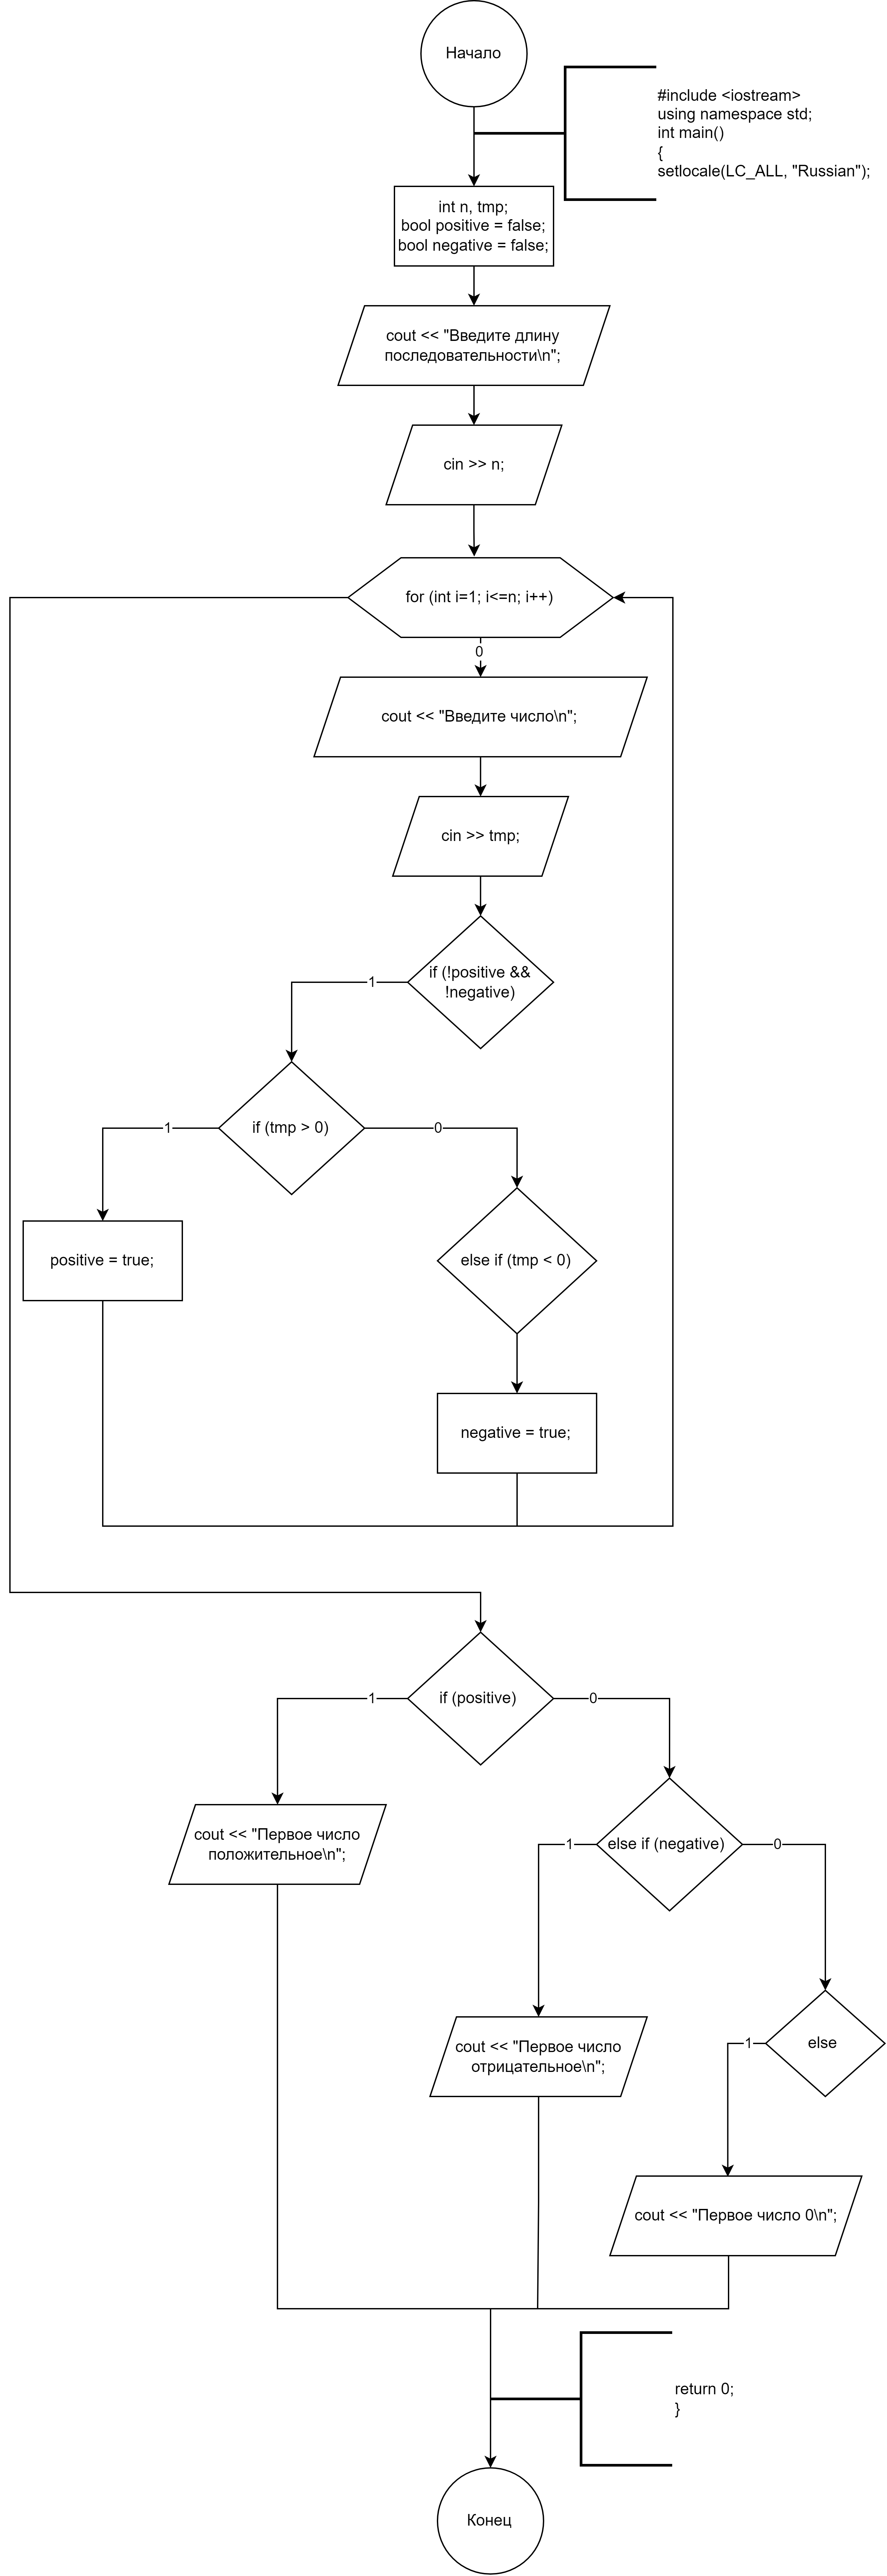 Начало
#include <iostream>
using namespace std;
int main()
{
setlocale(LC_ALL, "Russian");
int n, tmp;
bool positive = false;
bool negative = false;
cout << "Введите длину
последовательности\n";
cin >> n;
for (int i=1; i<=n; i++)
0
cout << "Введите число\n";
cin >> tmp;
if (!positive &&
!negative)
1
if (tmp > 0)
1
0
positive = true;
else if (tmp < 0)
negative = true;
if (positive)
1
0
cout << "Первое число
положительное\n";
else if (negative)
1
0
cout << "Первое число
отрицательное\n";
else
1
cout << "Первое число 0\n";
return 0;
}
Конец